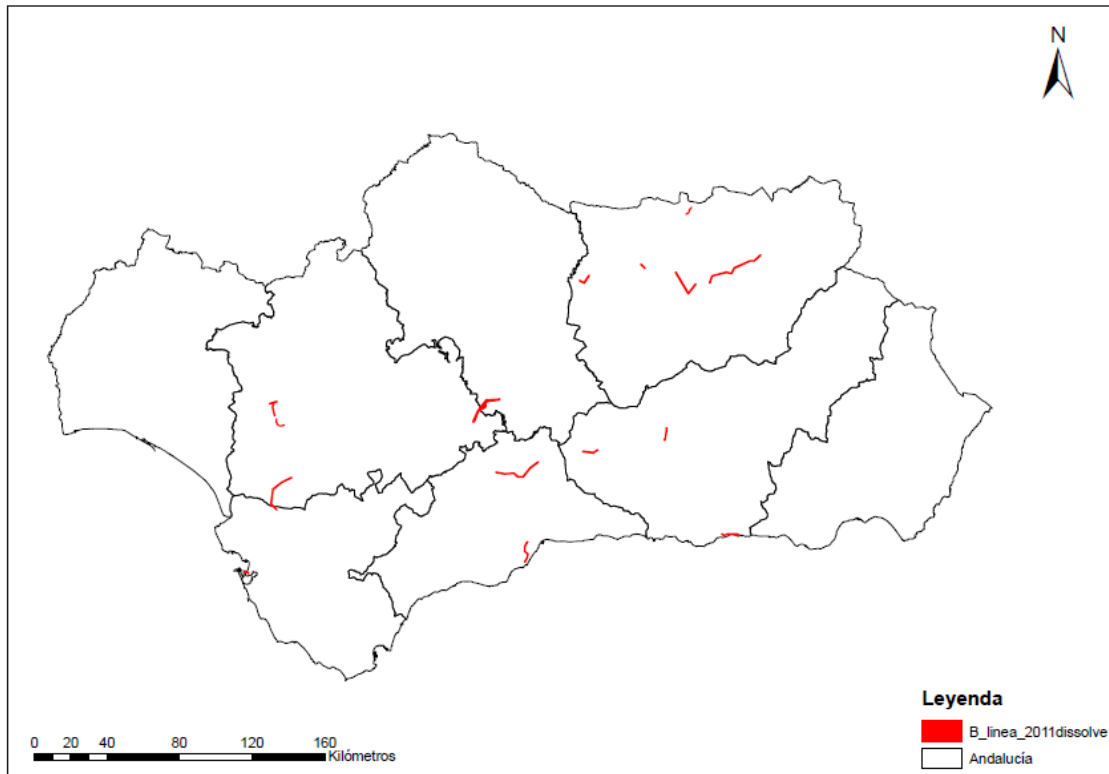 N
Leyenda
B_linea_2011dissolve
Andalucía
0 20 40 80 120 160
Kilómetros